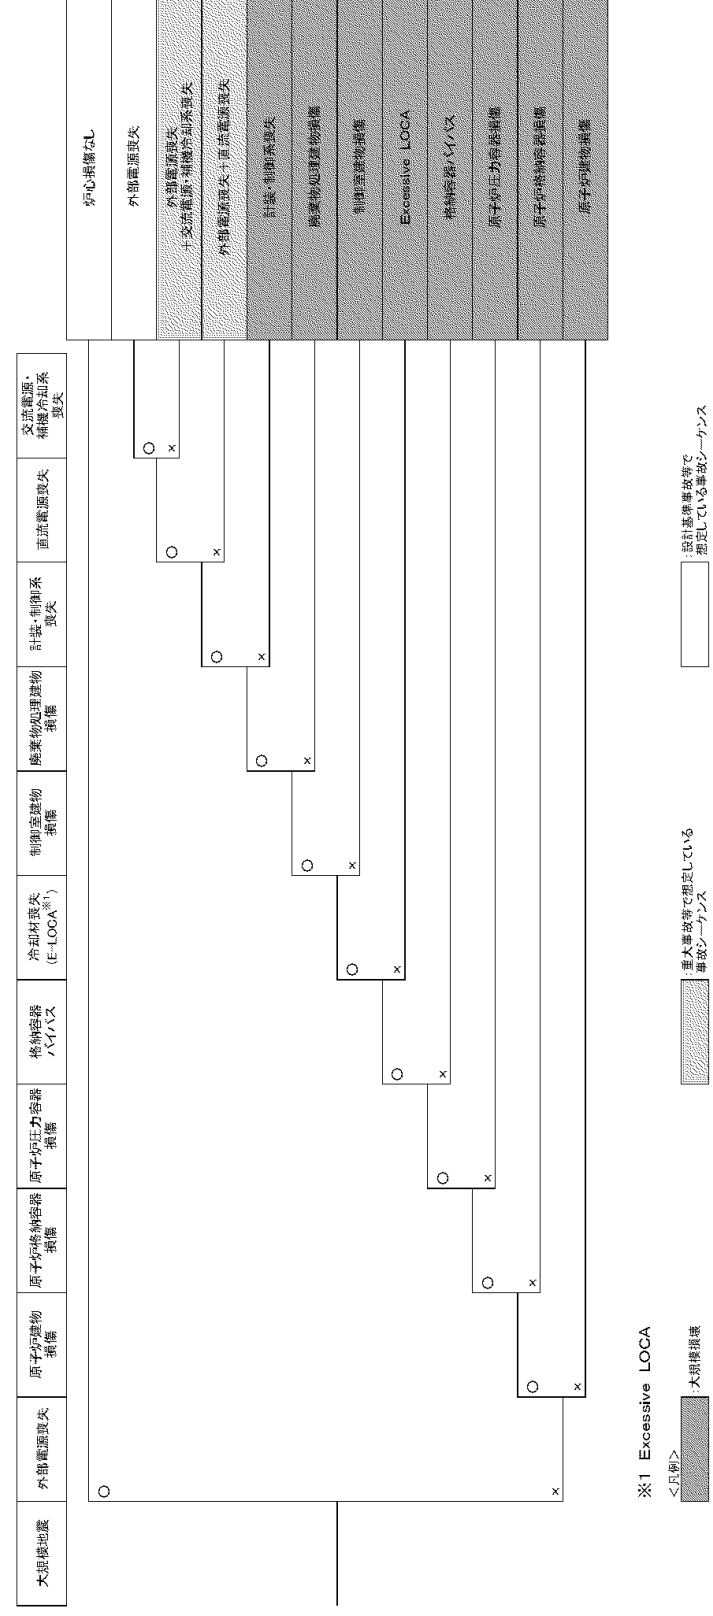 大規模地震
外部電源喪失
原子炉建物
損傷
原子炉格納容器
損傷
原子炉圧力容器
損傷
格納容器
バイパス
冷却材喪失
(E-LOCA※1)
制御室建物
損傷
廃棄物処理建物
損傷
計装・制御系
喪失
直流電源喪失
交流電源・
補機冷却系
喪失
炉心損傷なし
外部電源喪失
外部電源喪失
+交流電源・補機冷却系喪失
外部電源喪失+直流電源喪失
計装・制御系喪失
廃棄物処理建物損傷
制御室建物損傷
Excessive LOCA
格納容器バイパス
原子炉圧力容器損傷
原子炉格納容器損傷
原子炉建物損傷
○
×
○
×
○
×
○
×
○
×
○
×
○
×
○
×
○
×
○
×
○
×
※1 Excessive LOCA
<凡例>
:大規模損壊
:重大事故等で想定している
事故シーケンス
:設計基準事故等で
想定している事故シーケンス